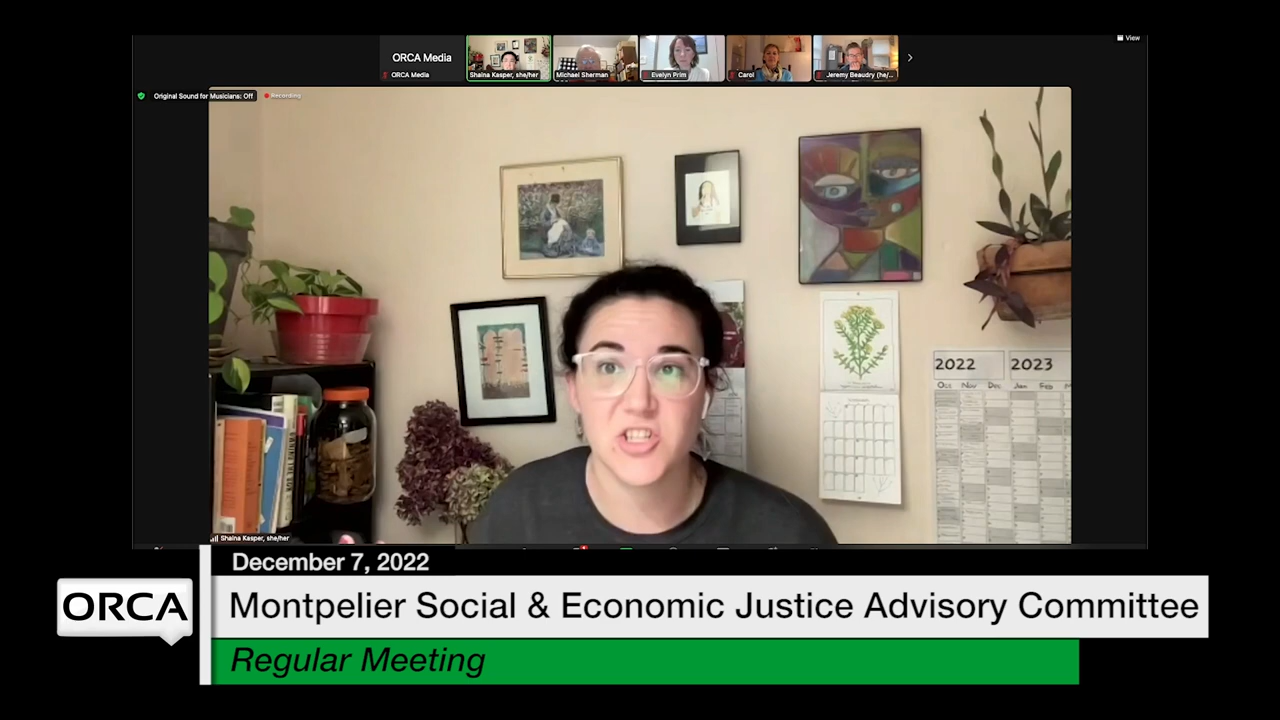 View
ORCA Media
ORCA Media
Shaina Kasper, she/her
Michael Sherman
Evelyn Prim
Carol
Jeremy Beaudry (he/...
Original Sound for Musicians: Off
Recording
2022 2023
Oct Nov Dec Jan Feb
Shaina Kasper, she/her
December 7, 2022
ORCA
Montpelier Social & Economic Justice Advisory Committee
Regular Meeting